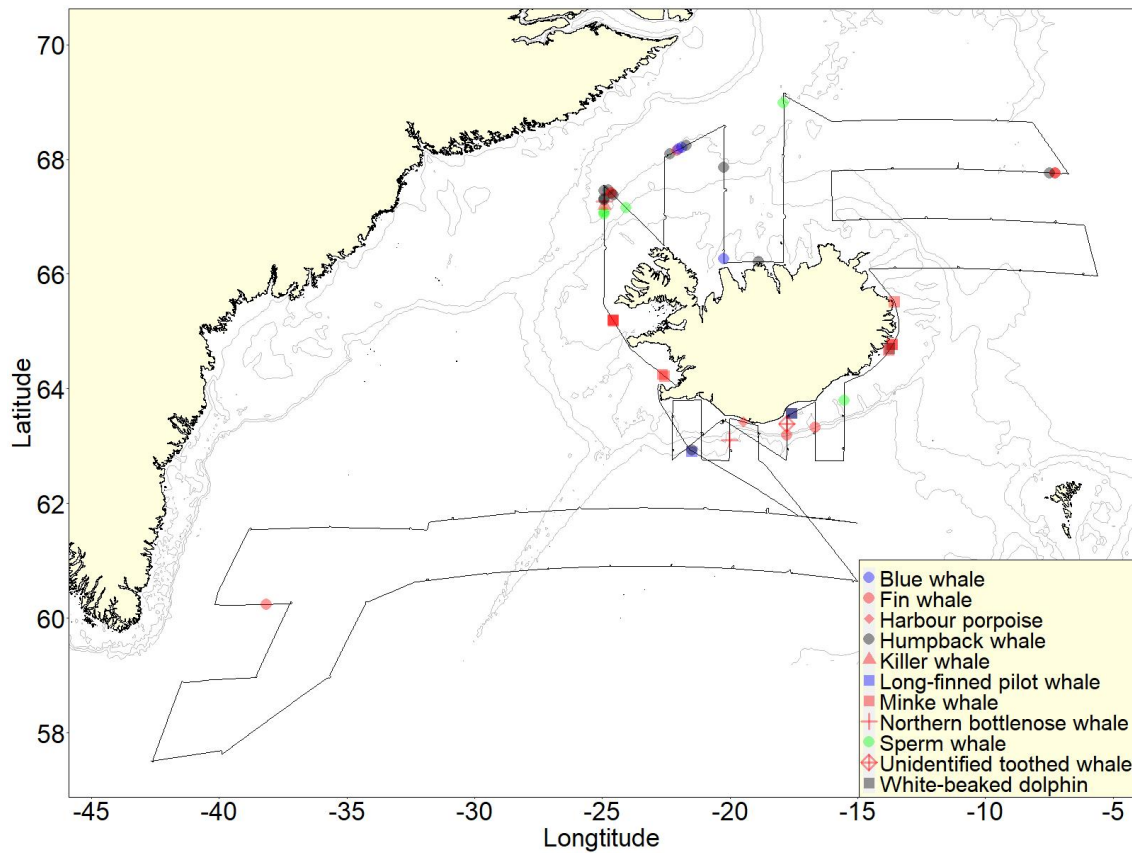 70
68
66
64
62
60
58
Latitude
-45
-40
-35
-30
-25
-20
-15
-10
-5
Longtitude
Blue whale
Fin whale
Harbour porpoise
Humpback whale
Killer whale
Long-finned pilot whale
Minke whale
Northern bottlenose whale
Sperm whale
Unidentified toothed whale
White-beaked dolphin